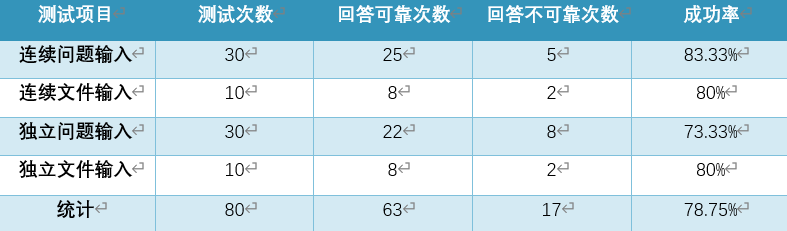 测试项目 测试次数 回答可靠次数 回答不可靠次数 成功率
连续问题输入 30 25 5 83.33%
连续文件输入 10 8 2 80%
独立问题输入 30 22 8 73.33%
独立文件输入 10 8 2 80%
统计 80 63 17 78.75%